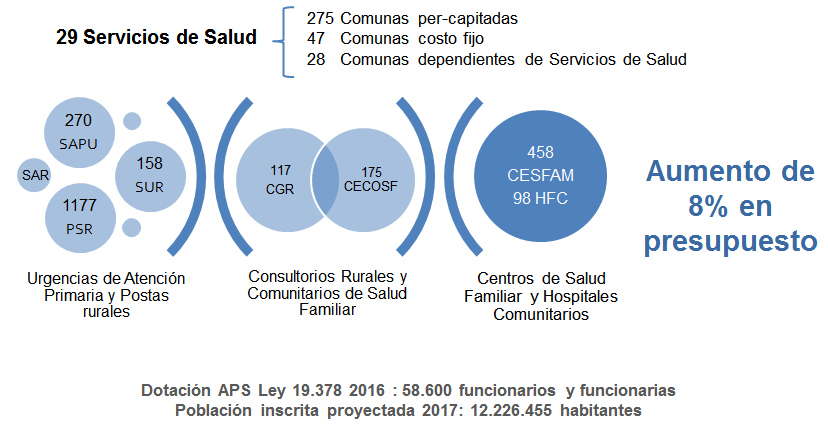 29 Servicios de Salud
275 Comunas per-capitadas
47 Comunas costo fijo
28 Comunas dependientes de Servicios de Salud
270
SAPU
SAR
158
SUR
1177
PSR
Urgencias de Atención
Primaria y Postas
rurales
117
CGR
175
CECOSF
Consultorios Rurales y
Comunitarios de Salud
Familiar
458
CESFAM
98 HFC
Centros de Salud
Familiar y Hospitales
Comunitarios
Aumento de
8% en
presupuesto
Dotación APS Ley 19.378 2016 : 58.600 funcionarios y funcionarias
Población inscrita proyectada 2017: 12.226.455 habitantes